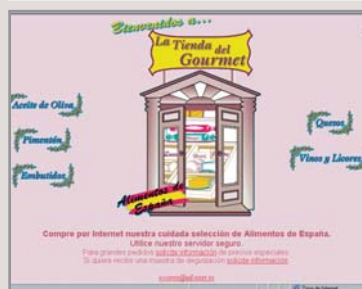 Bienvenidos a...
La Tienda del
Gourmet
Aceite de Oliva
Pimentón
Embutidos
Quesos
Vinos y Licores
Alimentos de
España
Compre por Internet nuestra cuidada selección de Alimentos de España.
Utilice nuestro servidor seguro.
Para grandes pedidos solicite información de precios especiales
Si quiere recibir una muestra de degustación solicite información